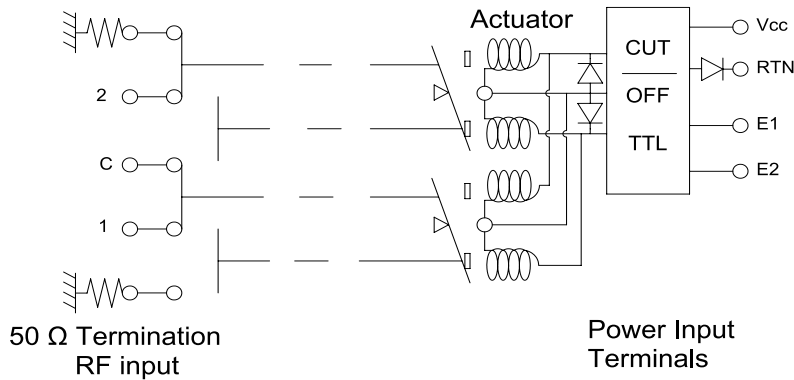 Actuator
Vcc
CUT
RTN
2
OFF
E1
TTL
C
E2
1
50 Ω Termination
RF input
Power Input
Terminals